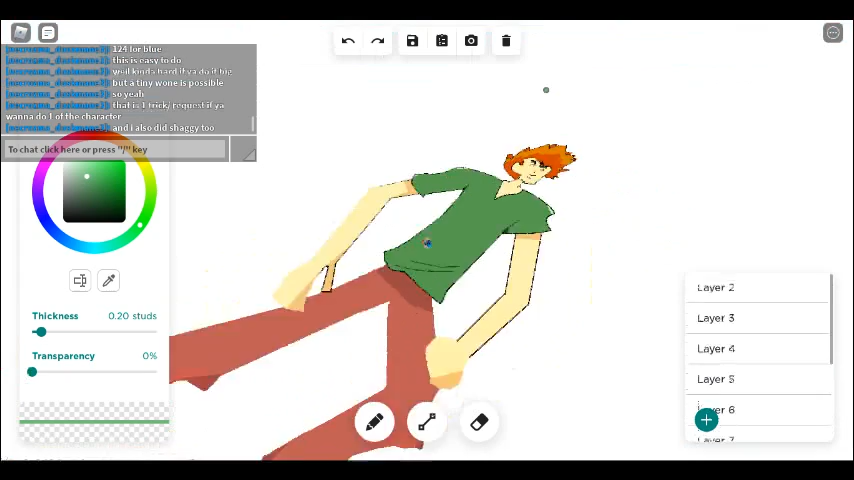 124 for blue
this is easy to do
well kinda hard if ya do it big
but a tiny wone is possible
so yeah
that is 1 trick/ request if ya
wanna do 1 of the character
and i also did shaggy too
To chat click here or press "/" key
Thickness 0.20 studs
Transparency 0%
Layer 2
Layer 3
Layer 4
Layer 5
Layer 7